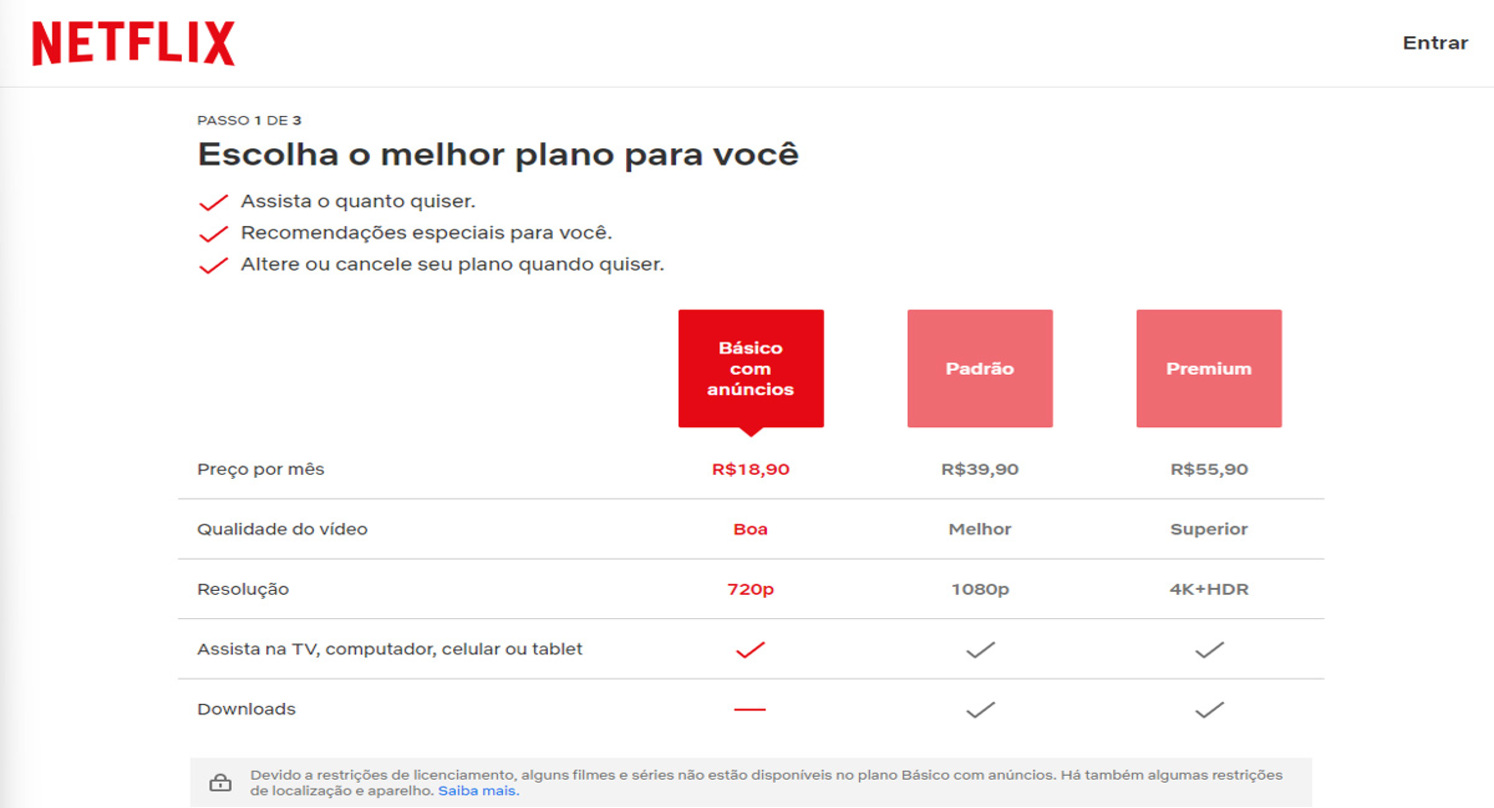 NETFLIX
Entrar
PASSO 1 DE 3
Escolha o melhor plano para você
Assista o quanto quiser.
Recomendações especiais para você.
Altere ou cancele seu plano quando quiser.
Básico
com
anúncios
Padrão
Premium
Preço por mês R$18,90 R$39,90 R$55,90
Qualidade do vídeo Boa Melhor Superior
Resolução 720p 1080p 4K+HDR
Assista na TV, computador, celular ou tablet
Downloads
Devido a restrições de licenciamento, alguns filmes e séries não estão disponíveis no plano Básico com anúncios. Há também algumas restrições
de localização e aparelho. Saiba mais.